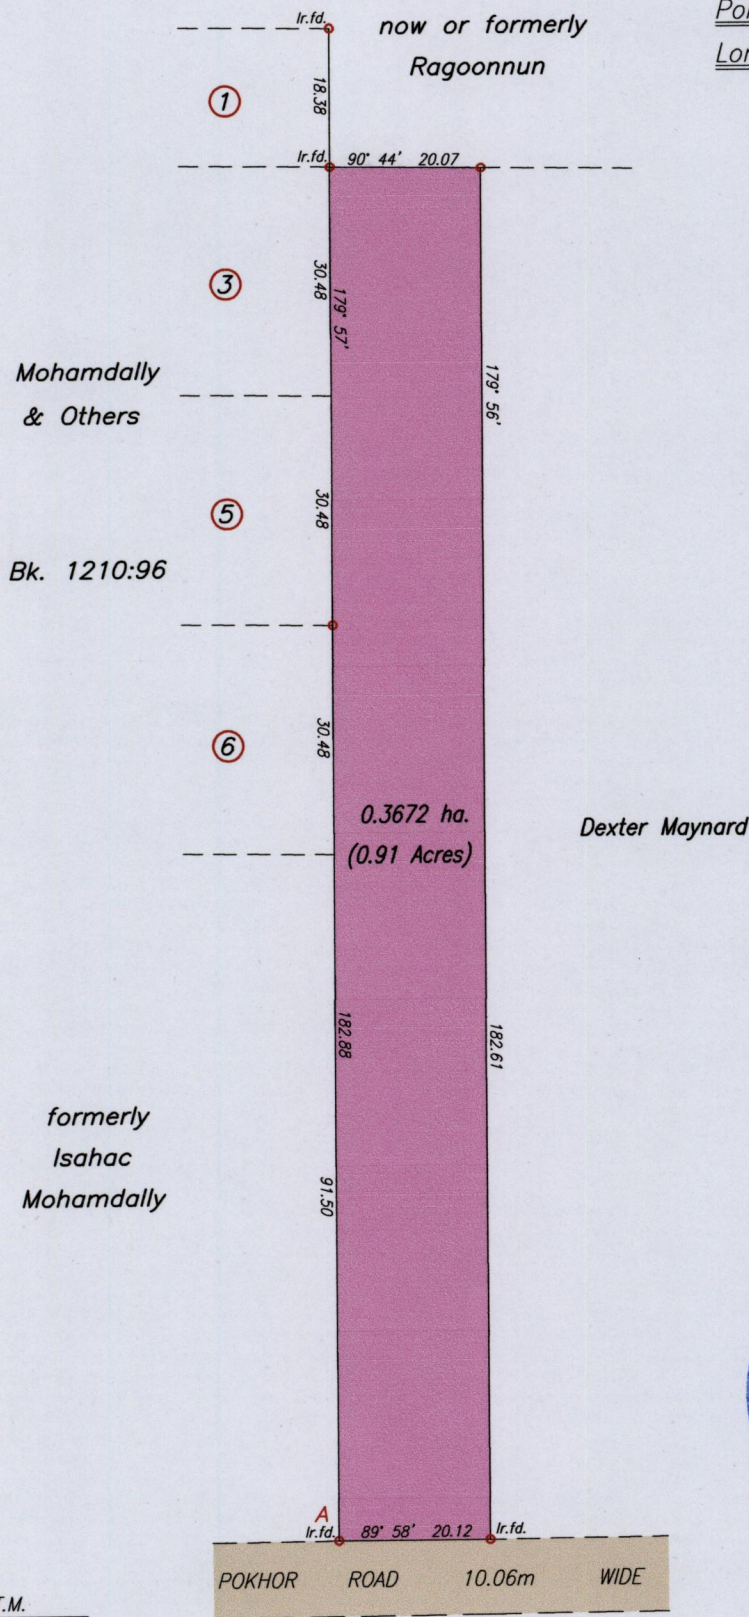 Ir.fd.
now or formerly
Ragoonnun
18.38
①
Ir.fd.
90° 44' 20.07
30.48
179° 57'
③
Mohamdally
& Others
179° 56'
30.48
⑤
Bk. 1210:96
30.48
⑥
0.3672 ha.
(0.91 Acres)
Dexter Maynard
182.88
182.61
formerly
Isahac
Mohamdally
91.50
A
Ir.fd.
89° 58' 20.12
Ir.fd.
POKHOR ROAD 10.06m WIDE